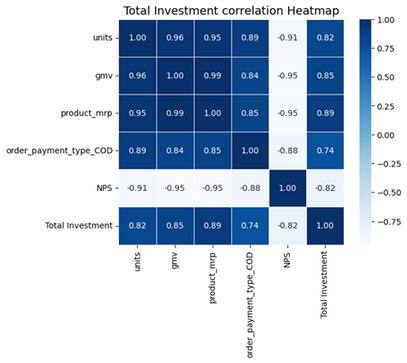 Total Investment correlation Heatmap
units 1.00 0.96 0.95 0.89 -0.91 0.82
gmv 0.96 1.00 0.99 0.84 -0.95 0.85
product_mrp 0.95 0.99 1.00 0.85 -0.95 0.89
order_payment_type_COD 0.89 0.84 0.85 1.00 -0.88 0.74
NPS -0.91 -0.95 -0.95 -0.88 1.00 -0.82
Total Investment 0.82 0.85 0.89 0.74 -0.82 1.00
units
gmv
product_mrp
order_payment_type_COD
NPS
Total Investment
1.00
0.75
0.50
0.25
0.00
-0.25
-0.50
-0.75